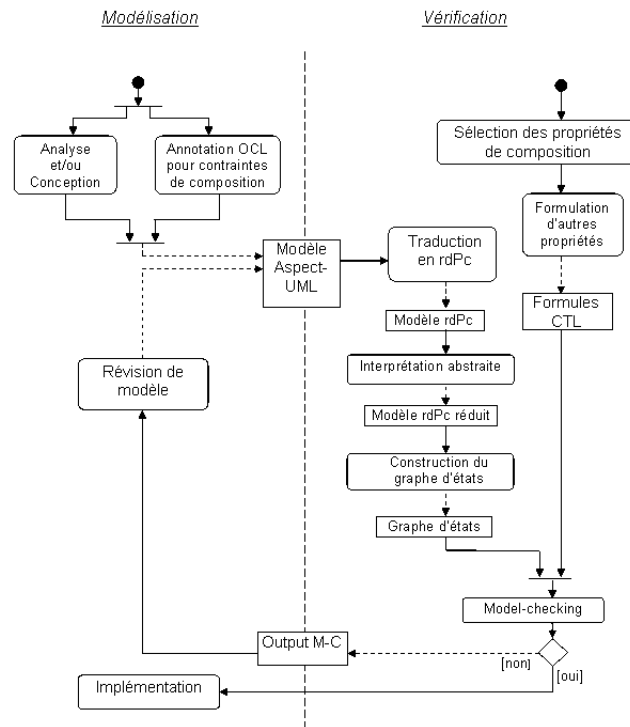 Modélisation
Vérification
Analyse
et/ou
Conception
Annotation OCL
pour contraintes
de composition
Sélection des propriétés
de composition
Formulation
d'autres
propriétés
Formules
CTL
Modèle
Aspect-
UML
Traduction
en rdPc
Modèle rdPc
Interprétation abstraite
Modèle rdPc réduit
Construction du
graphe d'états
Graphe d'états
Révision de
modèle
Model-checking
Output M-C
[non]
[oui]
Implémentation